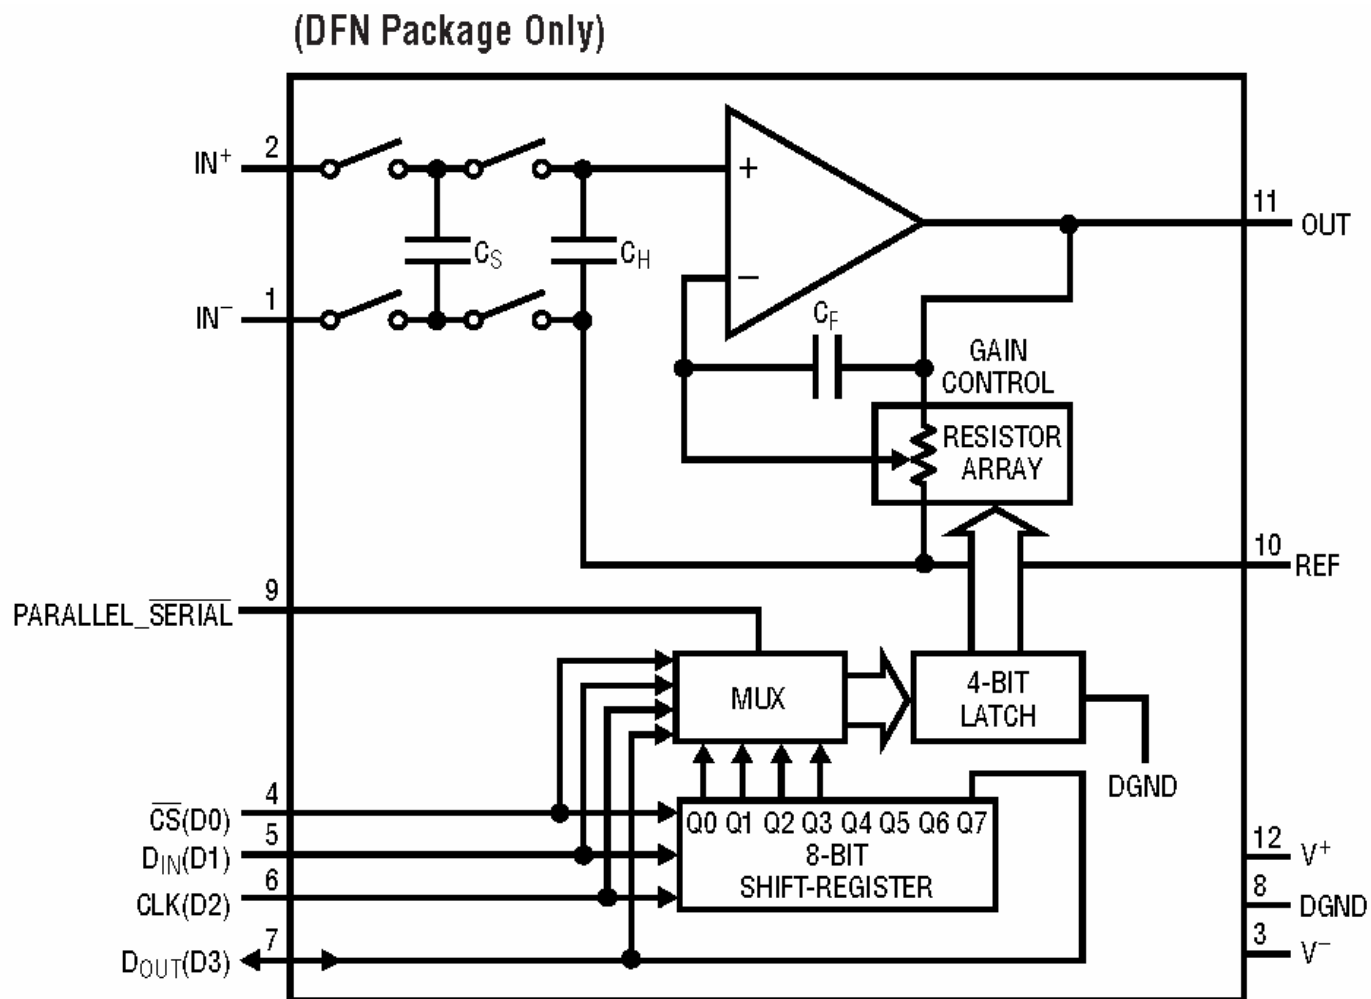 (DFN Package Only)
IN+ 2
IN− 1
CS
CH
+
−
CF
11 OUT
GAIN
CONTROL
RESISTOR
ARRAY
10 REF
PARALLEL_SERIAL 9
MUX
4-BIT
LATCH
DGND
CS(D0) 4
DIN(D1) 5
CLK(D2) 6
DOUT(D3) 7
Q0 Q1 Q2 Q3 Q4 Q5 Q6 Q7
8-BIT
SHIFT-REGISTER
12 V+
8 DGND
3 V−